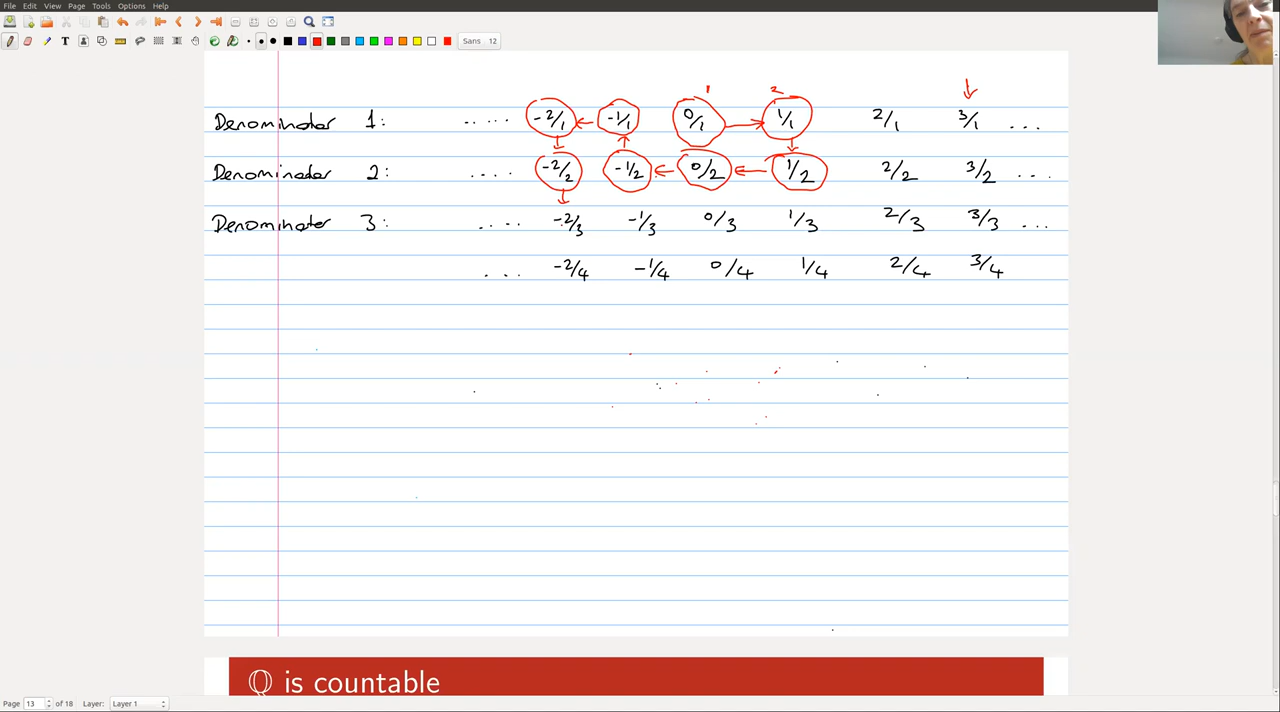 File Edit View Page Tools Options Help
Sans 12
1 2
Denominator 1: ..... -2/1 -1/1 0/1 1/1 2/1 3/1 ...
Denominator 2: .... -2/2 -1/2 0/2 1/2 2/2 3/2 ...
Denominator 3: .... -2/3 -1/3 0/3 1/3 2/3 3/3 ...
... -2/4 -1/4 0/4 1/4 2/4 3/4
ℚ is countable
Page 13 of 18 Layer: Layer 1